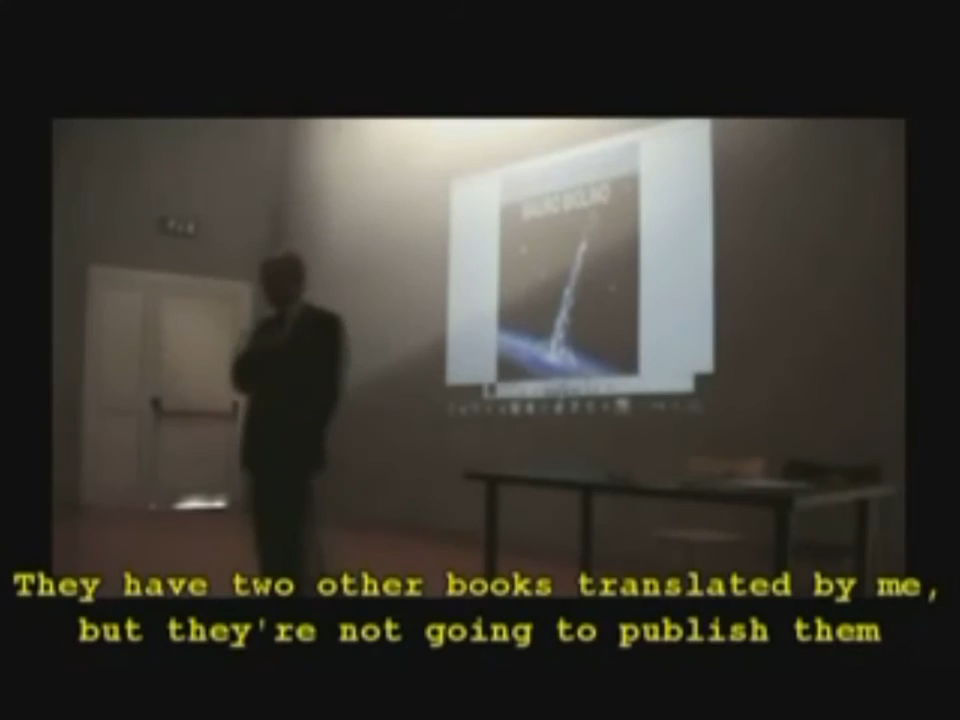 They have two other books translated by me,
but they're not going to publish them